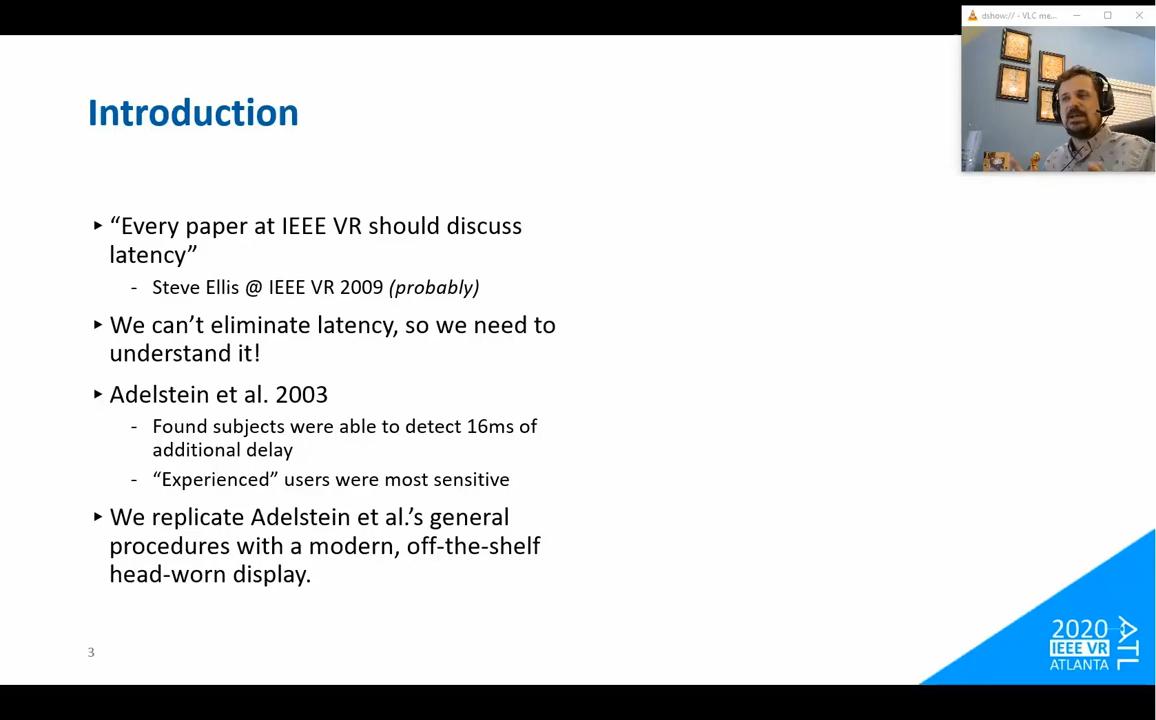 dshow:// - VLC me...
Introduction
▸ “Every paper at IEEE VR should discuss
latency”
- Steve Ellis @ IEEE VR 2009 (probably)
▸ We can’t eliminate latency, so we need to
understand it!
▸ Adelstein et al. 2003
- Found subjects were able to detect 16ms of
additional delay
- “Experienced” users were most sensitive
▸ We replicate Adelstein et al.’s general
procedures with a modern, off-the-shelf
head-worn display.
3
2020
IEEE VR
ATLANTA
ATL